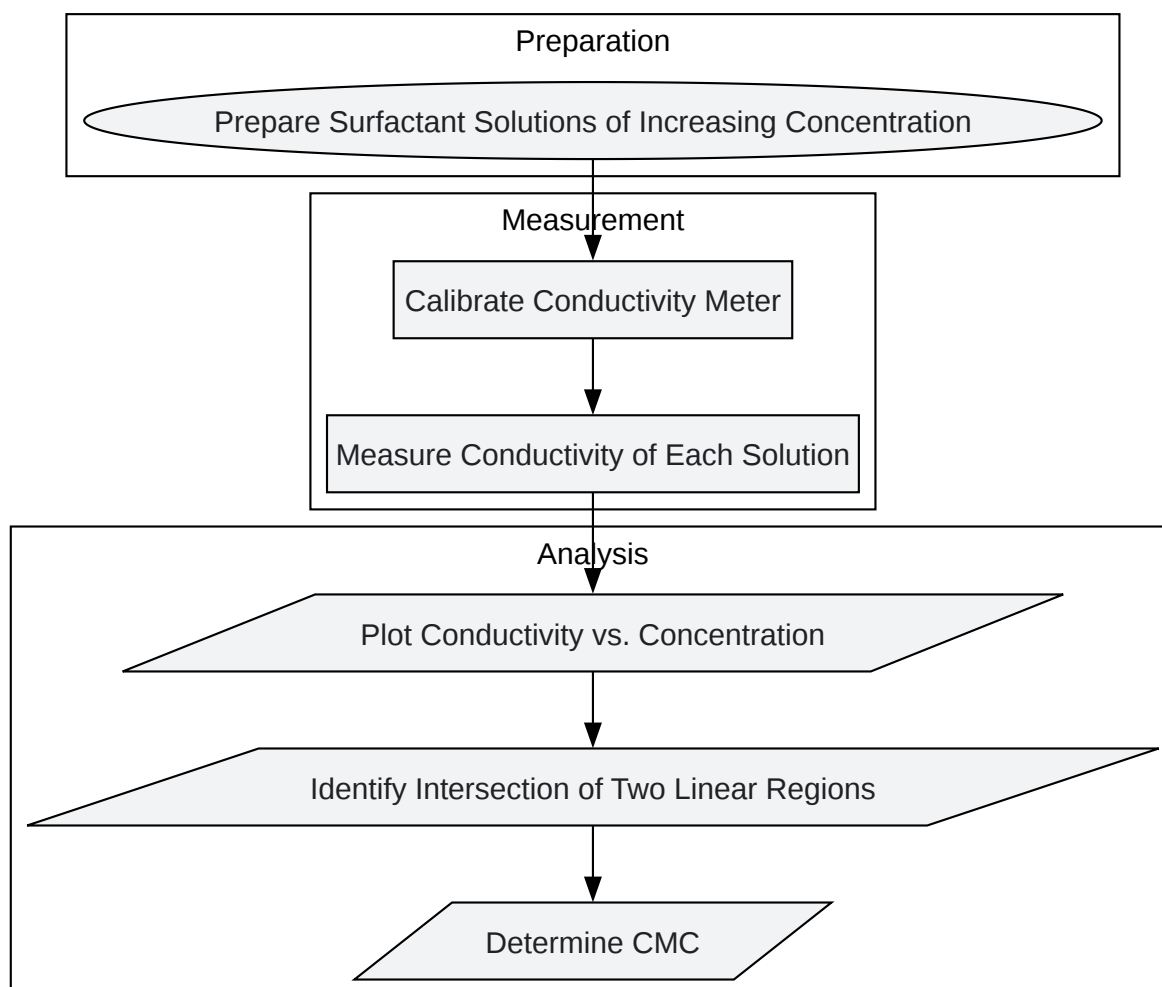 Preparation
Prepare Surfactant Solutions of Increasing Concentration
Measurement
Calibrate Conductivity Meter
Measure Conductivity of Each Solution
Analysis
Plot Conductivity vs. Concentration
Identify Intersection of Two Linear Regions
Determine CMC